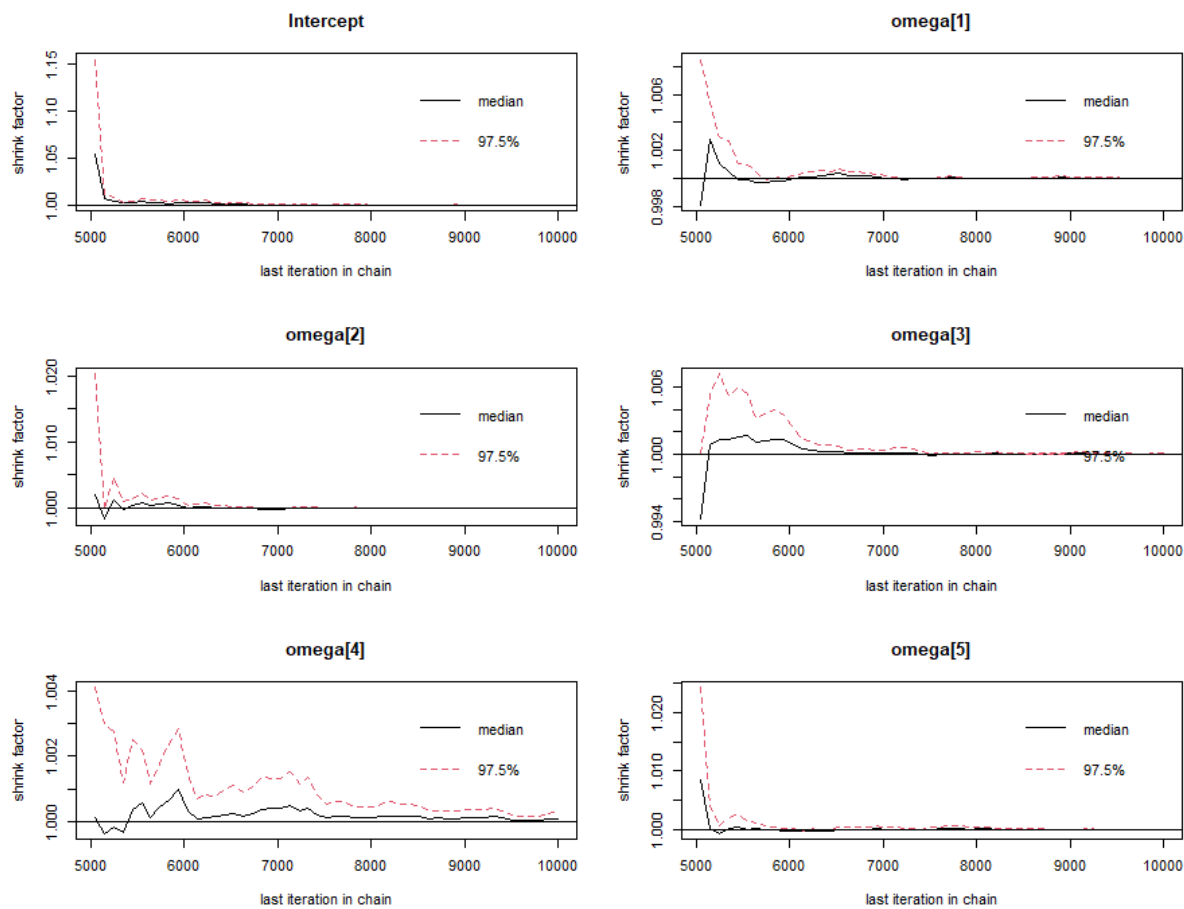 Intercept
shrink factor
1.00 1.05 1.10 1.15
median
97.5%
5000 6000 7000 8000 9000 10000
last iteration in chain
omega[1]
shrink factor
0.998 1.002 1.006
median
97.5%
5000 6000 7000 8000 9000 10000
last iteration in chain
omega[2]
shrink factor
1.000 1.010 1.020
median
97.5%
5000 6000 7000 8000 9000 10000
last iteration in chain
omega[3]
shrink factor
0.994 1.000 1.006
median
97.5%
5000 6000 7000 8000 9000 10000
last iteration in chain
omega[4]
shrink factor
1.000 1.002 1.004
median
97.5%
5000 6000 7000 8000 9000 10000
last iteration in chain
omega[5]
shrink factor
1.000 1.010 1.020
median
97.5%
5000 6000 7000 8000 9000 10000
last iteration in chain